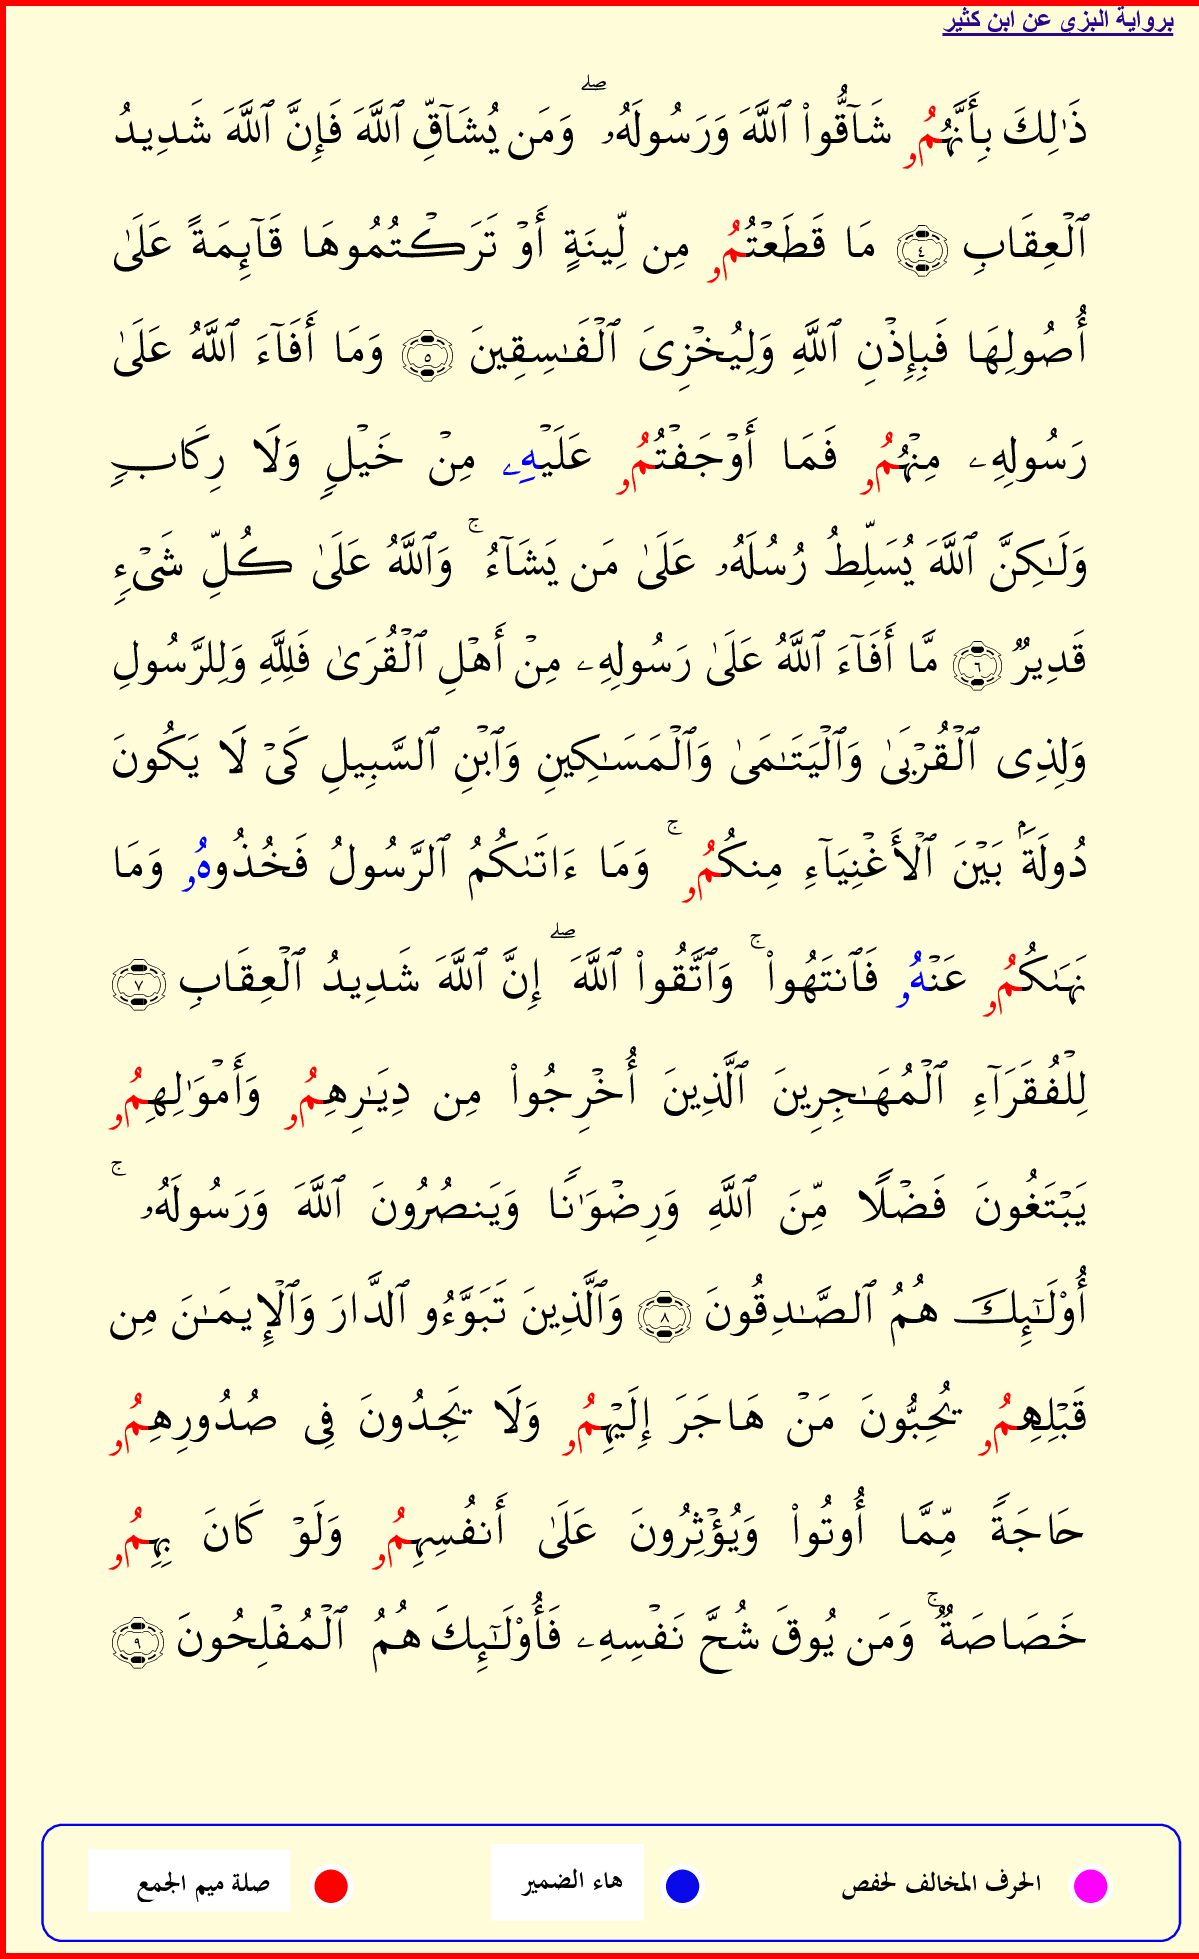 برواية البزي عن ابن كثير
ذَٰلِكَ بِأَنَّهُمُۥ شَآقُّوا۟ ٱللَّهَ وَرَسُولَهُۥ ۖ وَمَن يُشَآقِّ ٱللَّهَ فَإِنَّ ٱللَّهَ شَدِيدُ
ٱلْعِقَابِ ٤ مَا قَطَعْتُمُۥ مِن لِّينَةٍ أَوْ تَرَكْتُمُوهَا قَآئِمَةً عَلَىٰ
أُصُولِهَا فَبِإِذْنِ ٱللَّهِ وَلِيُخْزِىَ ٱلْفَـٰسِقِينَ ٥ وَمَا أَفَآءَ ٱللَّهُ عَلَىٰ
رَسُولِهِۦ مِنْهُمُۥ فَمَا أَوْجَفْتُمُۥ عَلَيْهِۦ مِنْ خَيْلٍ وَلَا رِكَابٍ
وَلَـٰكِنَّ ٱللَّهَ يُسَلِّطُ رُسُلَهُۥ عَلَىٰ مَن يَشَآءُ ۚ وَٱللَّهُ عَلَىٰ كُلِّ شَىْءٍ
قَدِيرٌ ٦ مَّا أَفَآءَ ٱللَّهُ عَلَىٰ رَسُولِهِۦ مِنْ أَهْلِ ٱلْقُرَىٰ فَلِلَّهِ وَلِلرَّسُولِ
وَلِذِى ٱلْقُرْبَىٰ وَٱلْيَتَـٰمَىٰ وَٱلْمَسَـٰكِينِ وَٱبْنِ ٱلسَّبِيلِ كَىْ لَا يَكُونَ
دُولَةَۢ بَيْنَ ٱلْأَغْنِيَآءِ مِنكُمُۥ ۚ وَمَا ءَاتَىٰكُمُ ٱلرَّسُولُ فَخُذُوهُۥ وَمَا
نَهَىٰكُمُۥ عَنْهُۥ فَٱنتَهُوا۟ ۚ وَٱتَّقُوا۟ ٱللَّهَ ۖ إِنَّ ٱللَّهَ شَدِيدُ ٱلْعِقَابِ ٧
لِلْفُقَرَآءِ ٱلْمُهَـٰجِرِينَ ٱلَّذِينَ أُخْرِجُوا۟ مِن دِيَـٰرِهِمُۥ وَأَمْوَٰلِهِمُۥ
يَبْتَغُونَ فَضْلًا مِّنَ ٱللَّهِ وَرِضْوَٰنًا وَيَنصُرُونَ ٱللَّهَ وَرَسُولَهُۥ ۚ
أُو۟لَـٰٓئِكَ هُمُ ٱلصَّـٰدِقُونَ ٨ وَٱلَّذِينَ تَبَوَّءُو ٱلدَّارَ وَٱلْإِيمَـٰنَ مِن
قَبْلِهِمُۥ يُحِبُّونَ مَنْ هَاجَرَ إِلَيْهِمُۥ وَلَا يَجِدُونَ فِى صُدُورِهِمُۥ
حَاجَةً مِّمَّا أُوتُوا۟ وَيُؤْثِرُونَ عَلَىٰ أَنفُسِهِمُۥ وَلَوْ كَانَ بِهِمُۥ
خَصَاصَةٌ ۚ وَمَن يُوقَ شُحَّ نَفْسِهِۦ فَأُو۟لَـٰٓئِكَ هُمُ ٱلْمُفْلِحُونَ ٩
الحرف المخالف لحفص هاء الضمير صلة ميم الجمع